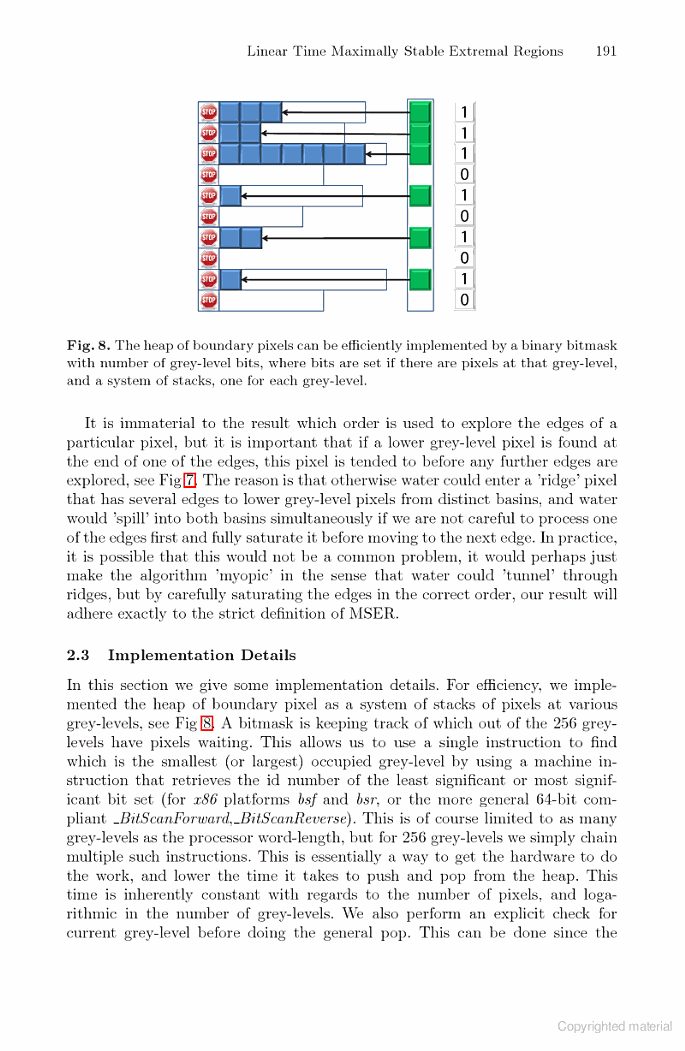 Linear Time Maximally Stable Extremal Regions 191
STOP 1
STOP 1
STOP 1
STOP 0
STOP 1
STOP 0
STOP 1
STOP 0
STOP 1
STOP 0
Fig. 8. The heap of boundary pixels can be efficiently implemented by a binary bitmask
with number of grey-level bits, where bits are set if there are pixels at that grey-level,
and a system of stacks, one for each grey-level.
It is immaterial to the result which order is used to explore the edges of a
particular pixel, but it is important that if a lower grey-level pixel is found at
the end of one of the edges, this pixel is tended to before any further edges are
explored, see Fig 7. The reason is that otherwise water could enter a 'ridge' pixel
that has several edges to lower grey-level pixels from distinct basins, and water
would 'spill' into both basins simultaneously if we are not careful to process one
of the edges first and fully saturate it before moving to the next edge. In practice,
it is possible that this would not be a common problem, it would perhaps just
make the algorithm 'myopic' in the sense that water could 'tunnel' through
ridges, but by carefully saturating the edges in the correct order, our result will
adhere exactly to the strict definition of MSER.
2.3 Implementation Details
In this section we give some implementation details. For efficiency, we imple-
mented the heap of boundary pixel as a system of stacks of pixels at various
grey-levels, see Fig 8. A bitmask is keeping track of which out of the 256 grey-
levels have pixels waiting. This allows us to use a single instruction to find
which is the smallest (or largest) occupied grey-level by using a machine in-
struction that retrieves the id number of the least significant or most signif-
icant bit set (for x86 platforms bsf and bsr, or the more general 64-bit com-
pliant _BitScanForward,_BitScanReverse). This is of course limited to as many
grey-levels as the processor word-length, but for 256 grey-levels we simply chain
multiple such instructions. This is essentially a way to get the hardware to do
the work, and lower the time it takes to push and pop from the heap. This
time is inherently constant with regards to the number of pixels, and loga-
rithmic in the number of grey-levels. We also perform an explicit check for
current grey-level before doing the general pop. This can be done since the
Copyrighted material